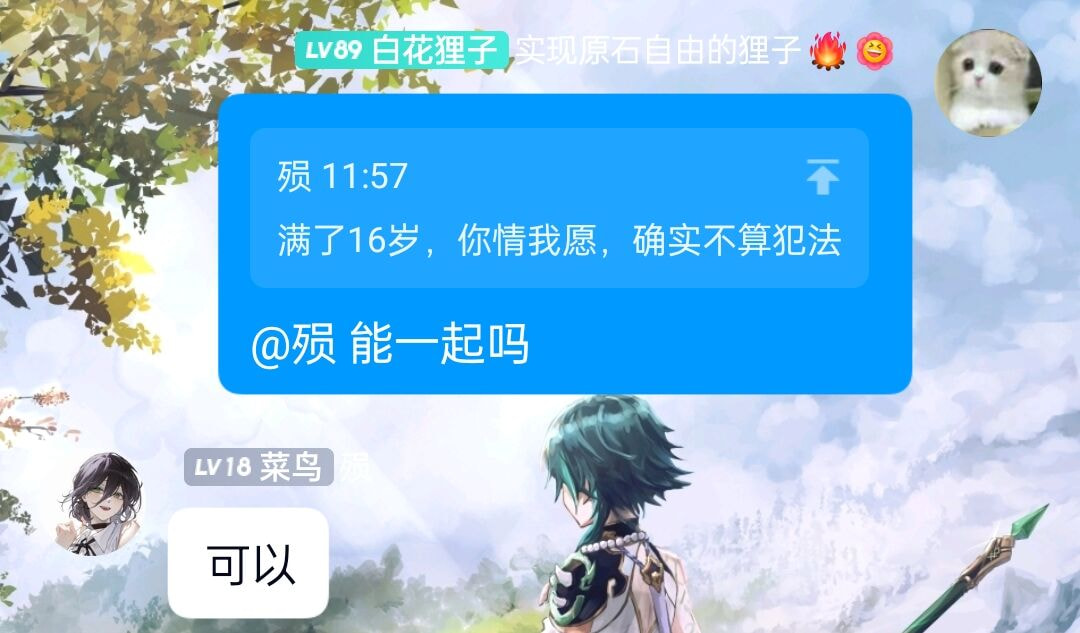 LV89 白花狸子 实现原石自由的狸子
殒 11:57
满了16岁，你情我愿，确实不算犯法
@殒 能一起吗
LV18 菜鸟 殒
可以